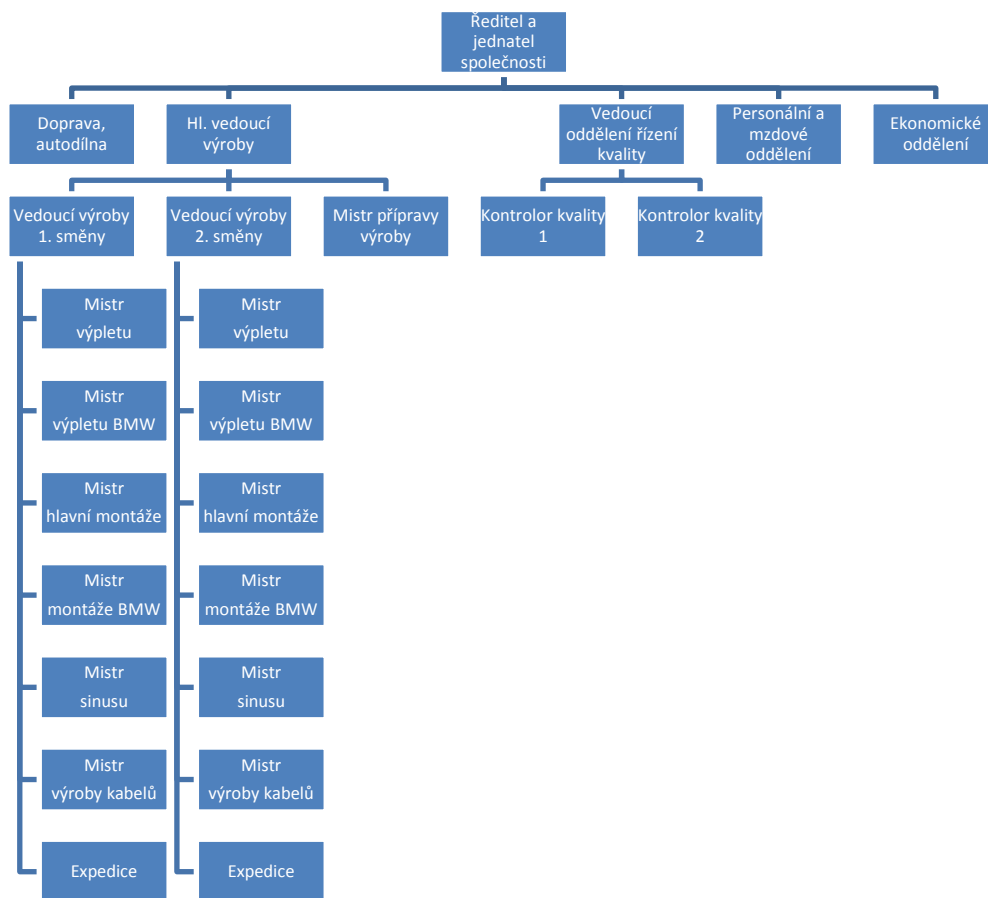 Ředitel a
jednatel
společnosti
Doprava,
autodílna
Hl. vedoucí
výroby
Vedoucí
oddělení řízení
kvality
Personální a
mzdové
oddělení
Ekonomické
oddělení
Vedoucí výroby
1. směny
Vedoucí výroby
2. směny
Mistr přípravy
výroby
Kontrolor kvality
1
Kontrolor kvality
2
Mistr
výpletu
Mistr
výpletu
Mistr
výpletu BMW
Mistr
výpletu BMW
Mistr
hlavní montáže
Mistr
hlavní montáže
Mistr
montáže BMW
Mistr
montáže BMW
Mistr
sinusu
Mistr
sinusu
Mistr
výroby kabelů
Mistr
výroby kabelů
Expedice
Expedice